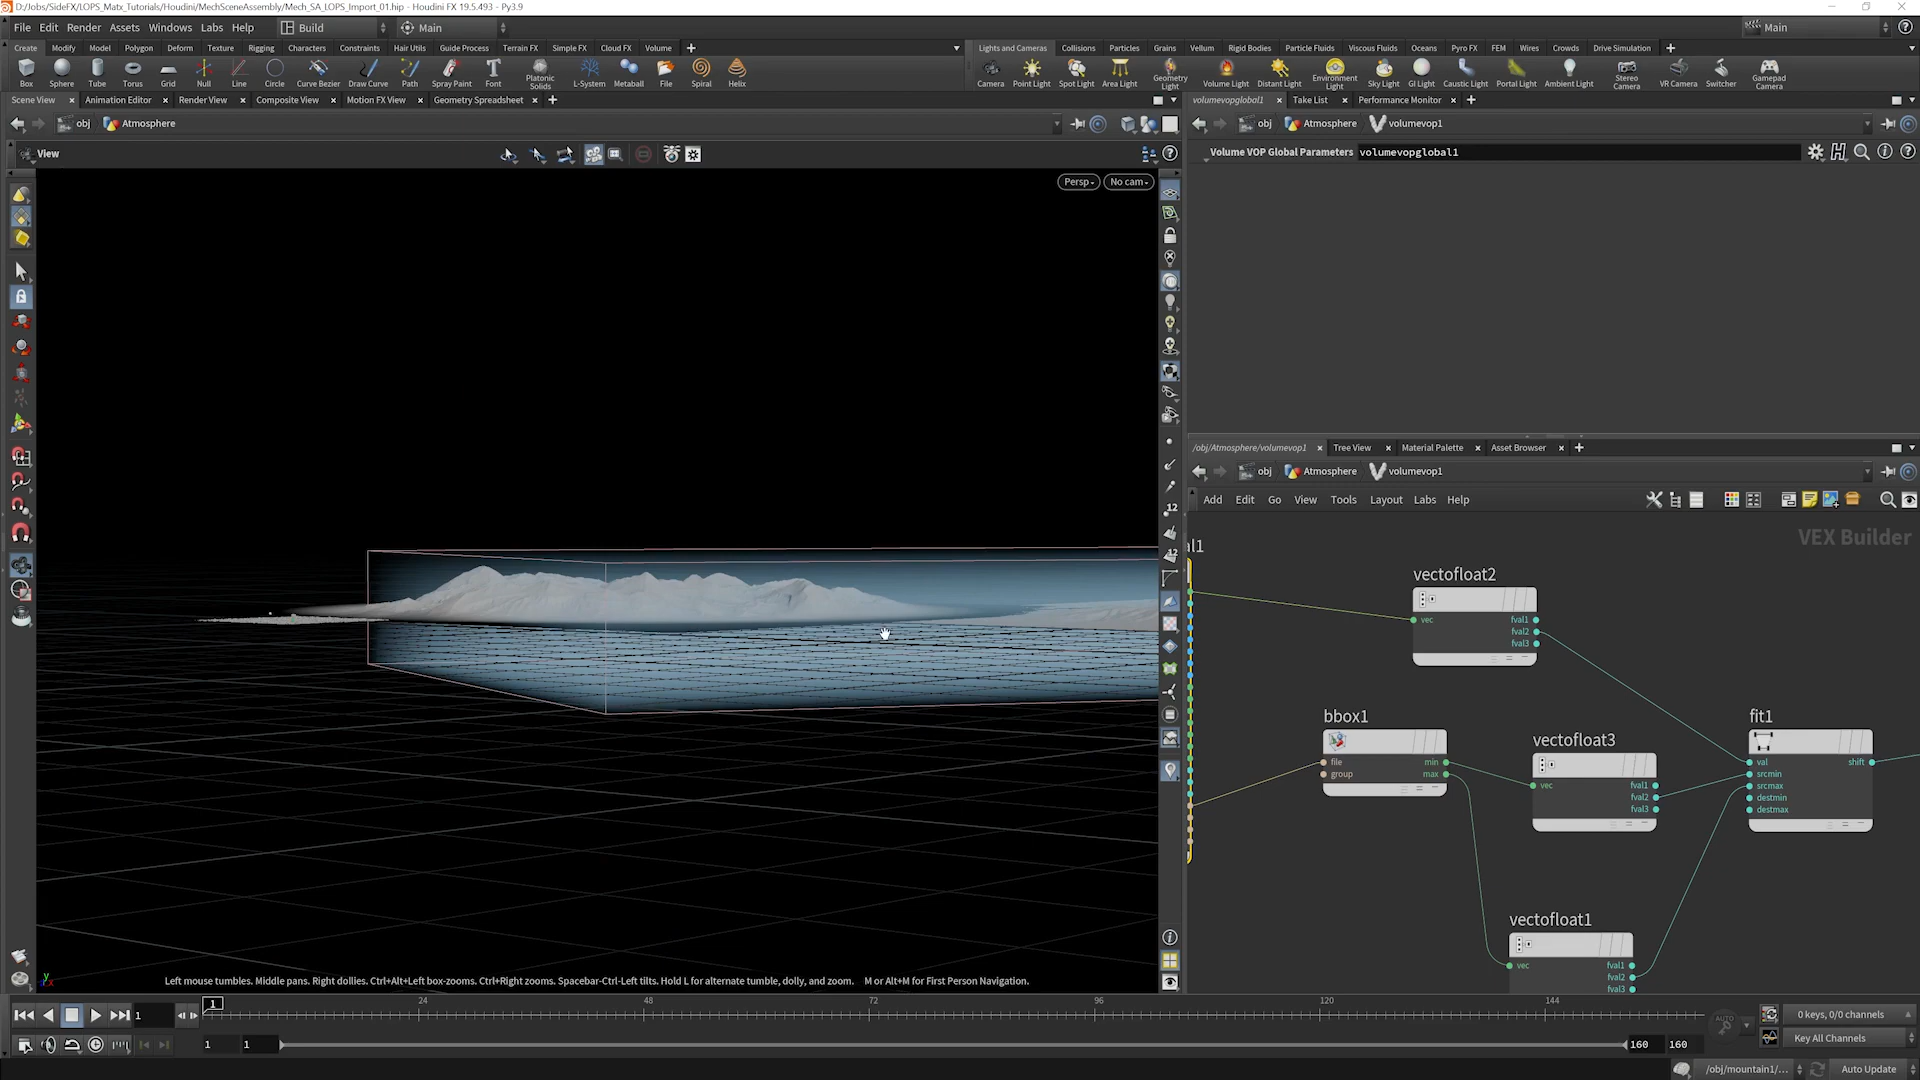 D:/Jobs/SideFX/LOPS_Matx_Tutorials/Houdini/MechSceneAssembly/Mech_SA_LOPS_Import_01.hip - Houdini FX 19.5.493 - Py3.9
File Edit Render Assets Windows Labs Help Build Main Main
Create Modify Model Polygon Deform Texture Rigging Characters Constraints Hair Utils Guide Process Terrain FX Simple FX Cloud FX Volume
Lights and Cameras Collisions Particles Grains Vellum Rigid Bodies Particle Fluids Viscous Fluids Oceans Pyro FX FEM Wires Crowds Drive Simulation
Box Sphere Tube Torus Grid Null Line Circle Curve Bezier Draw Curve Path Spray Paint Font Platonic Solids L-System Metaball File Spiral Helix
Camera Point Light Spot Light Area Light Geometry Light Volume Light Distant Light Environment Light Sky Light GI Light Caustic Light Portal Light Ambient Light Stereo Camera VR Camera Switcher Gamepad Camera
Scene View Animation Editor Render View Composite View Motion FX View Geometry Spreadsheet
volumevopglobal1 Take List Performance Monitor
obj Atmosphere
obj Atmosphere volumevop1
View
Volume VOP Global Parameters volumevopglobal1
Persp No cam
/obj/Atmosphere/volumevop1 Tree View Material Palette Asset Browser
obj Atmosphere volumevop1
Add Edit Go View Tools Layout Labs Help
VEX Builder
al1
vectofloat2
vec fval1
fval2
fval3
bbox1
file min
group max
vectofloat3
vec fval1
fval2
fval3
fit1
val shift
srcmin
srcmax
destmin
destmax
vectofloat1
vec fval1
fval2
fval3
12
12
Left mouse tumbles. Middle pans. Right dollies. Ctrl+Alt+Left box-zooms. Ctrl+Right zooms. Spacebar-Ctrl-Left tilts. Hold L for alternate tumble, dolly, and zoom. M or Alt+M for First Person Navigation.
1 1 24 48 72 96 120 144
AUTO
0 keys, 0/0 channels
1 1 160 160
Key All Channels
/obj/mountain1/... Auto Update